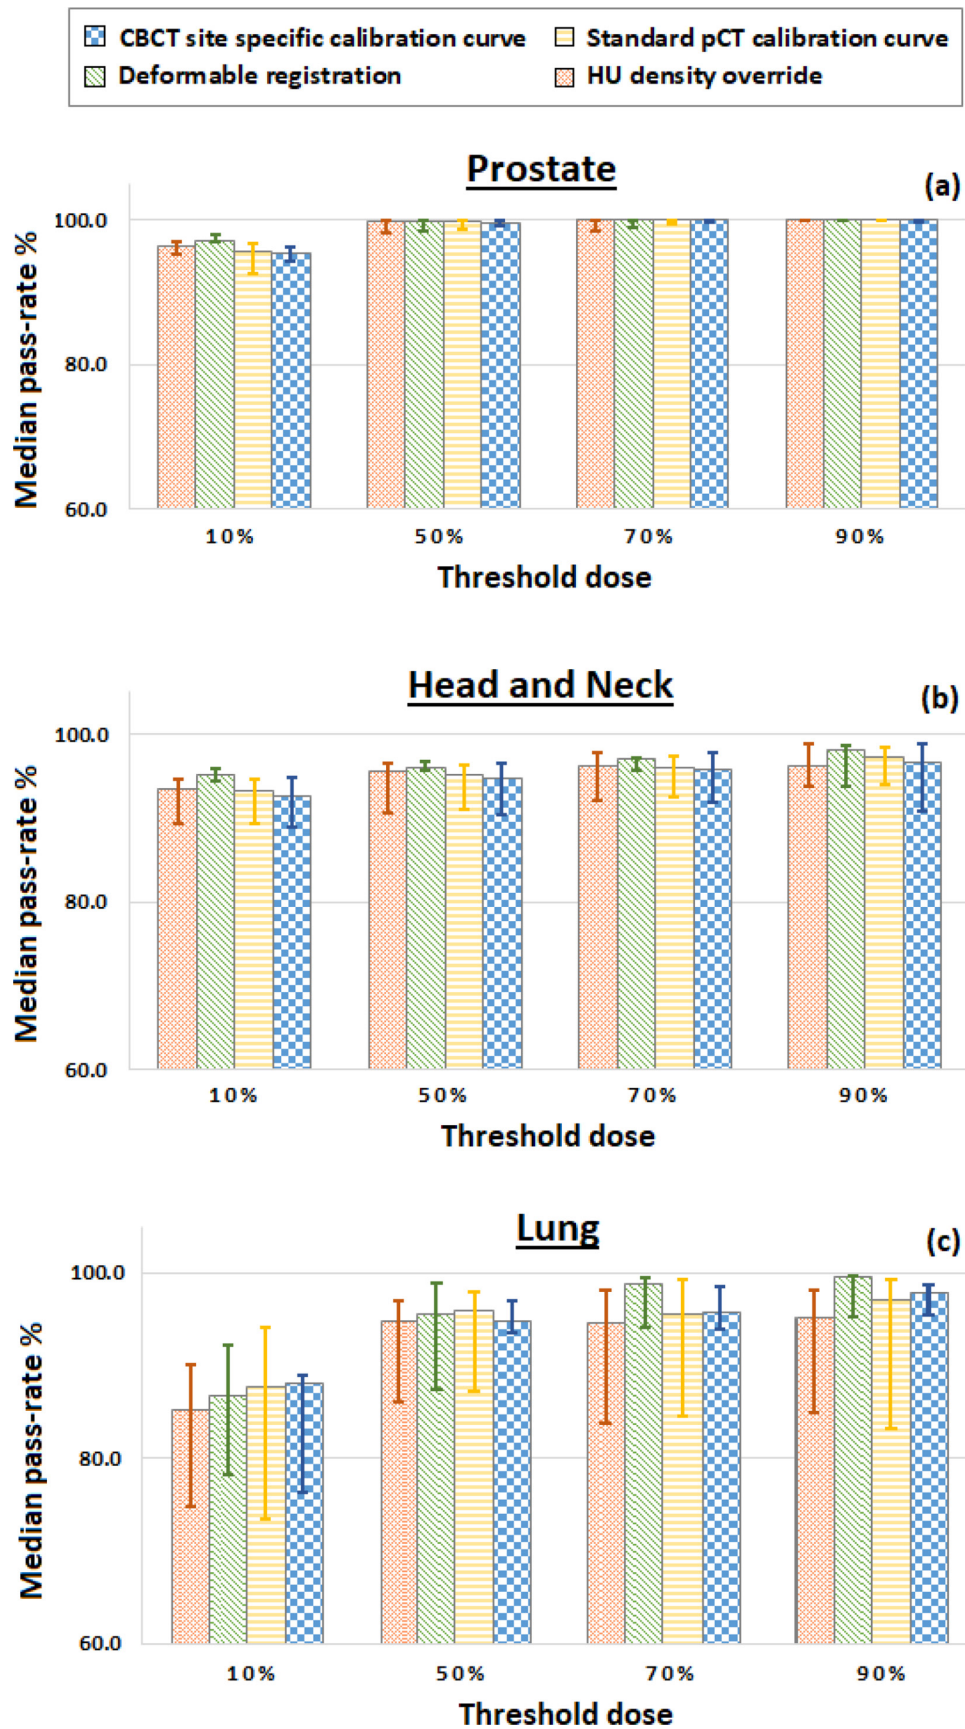 CBCT site specific calibration curve Standard pCT calibration curve
Deformable registration HU density override
Prostate
(a)
Median pass-rate %
100.0
80.0
60.0
10% 50% 70% 90%
Threshold dose
Head and Neck
(b)
Median pass-rate %
100.0
80.0
60.0
10% 50% 70% 90%
Threshold dose
Lung
(c)
Median pass-rate %
100.0
80.0
60.0
10% 50% 70% 90%
Threshold dose